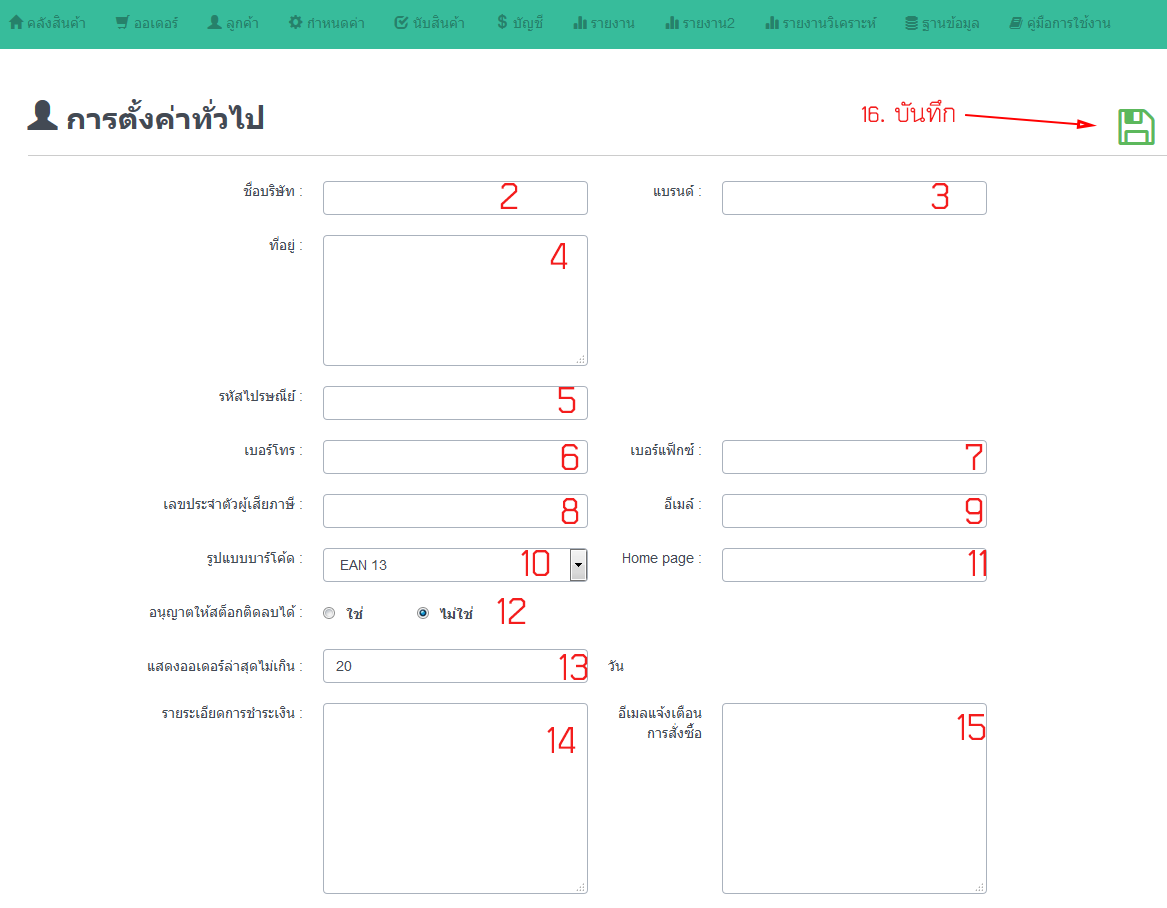 คลังสินค้า ออเดอร์ ลูกค้า กำหนดค่า นับสินค้า บัญชี รายงาน รายงาน2 รายงานวิเคราะห์ ฐานข้อมูล คู่มือการใช้งาน
การตั้งค่าทั่วไป 16. บันทึก
ชื่อบริษัท : 2 แบรนด์ : 3
ที่อยู่ : 4
รหัสไปรษณีย์ : 5
เบอร์โทร : 6 เบอร์แฟ็กซ์ : 7
เลขประจำตัวผู้เสียภาษี : 8 อีเมล์ : 9
รูปแบบบาร์โค้ด : EAN 13 10 Home page : 11
อนุญาตให้สต็อกติดลบได้ : ใช่ ไม่ใช่ 12
แสดงออเดอร์ล่าสุดไม่เกิน : 20 13 วัน
รายระเอียดการชำระเงิน : 14 อีเมลแจ้งเตือน 15
การสั่งซื้อ